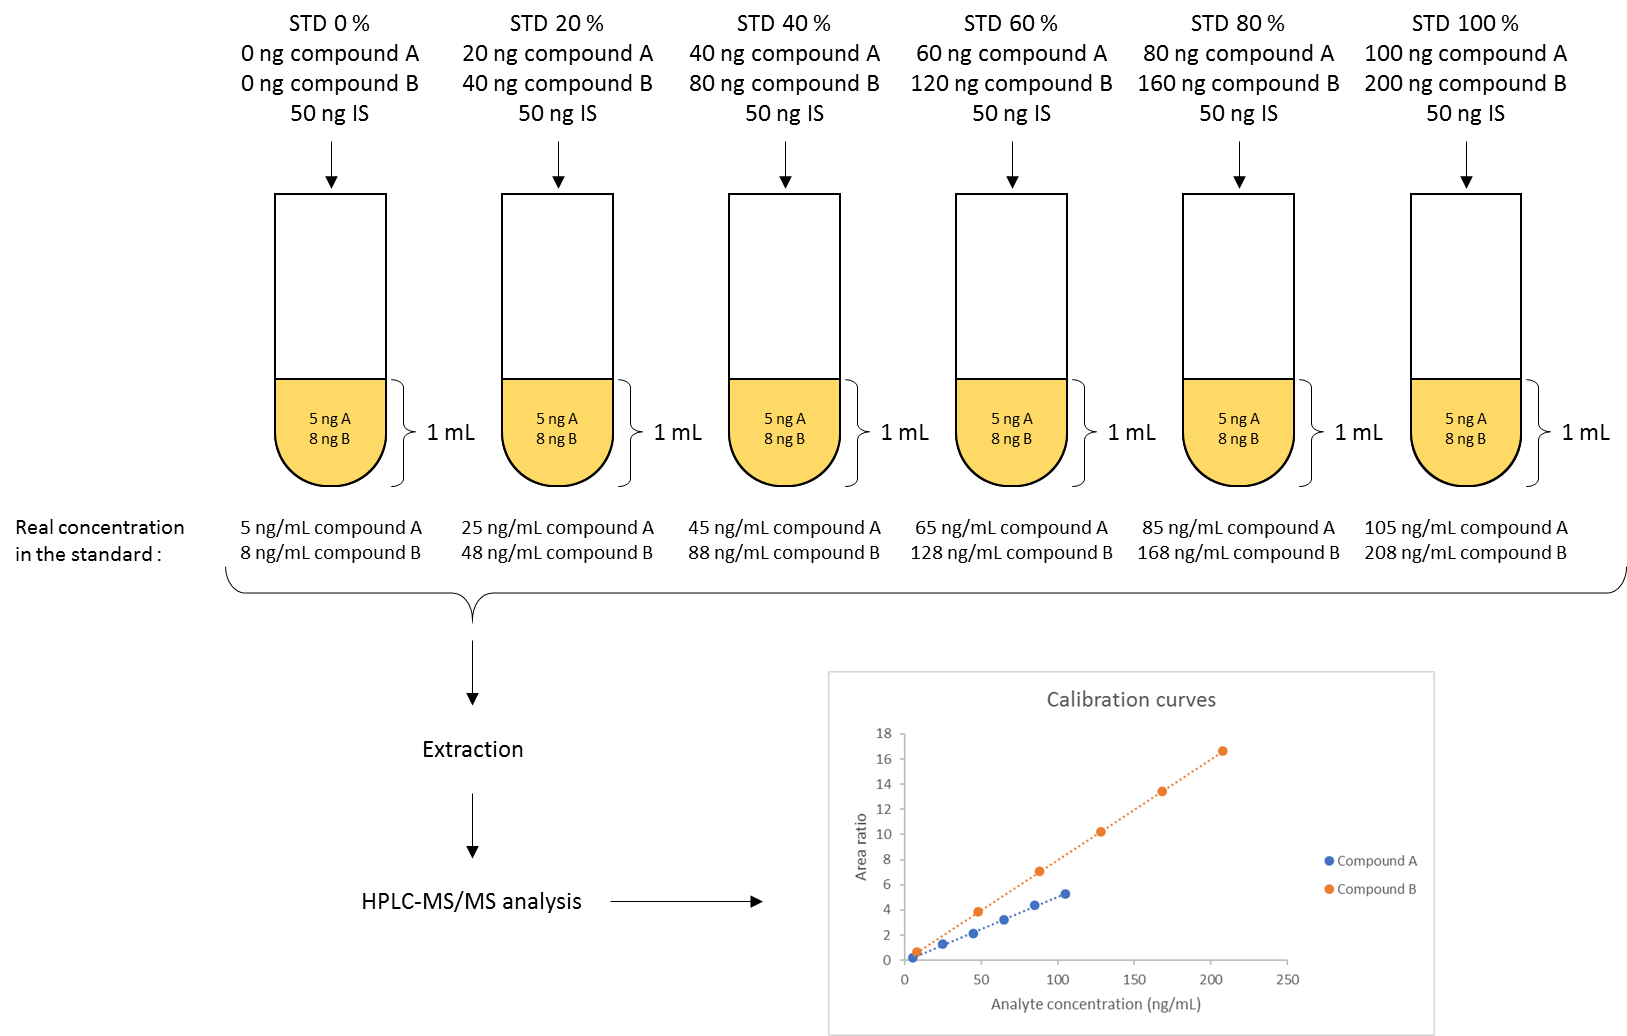 STD 0 %
0 ng compound A
0 ng compound B
50 ng IS
STD 20 %
20 ng compound A
40 ng compound B
50 ng IS
STD 40 %
40 ng compound A
80 ng compound B
50 ng IS
STD 60 %
60 ng compound A
120 ng compound B
50 ng IS
STD 80 %
80 ng compound A
160 ng compound B
50 ng IS
STD 100 %
100 ng compound A
200 ng compound B
50 ng IS
5 ng A
8 ng B
1 mL
5 ng A
8 ng B
1 mL
5 ng A
8 ng B
1 mL
5 ng A
8 ng B
1 mL
5 ng A
8 ng B
1 mL
5 ng A
8 ng B
1 mL
Real concentration
in the standard :
5 ng/mL compound A
8 ng/mL compound B
25 ng/mL compound A
48 ng/mL compound B
45 ng/mL compound A
88 ng/mL compound B
65 ng/mL compound A
128 ng/mL compound B
85 ng/mL compound A
168 ng/mL compound B
105 ng/mL compound A
208 ng/mL compound B
Extraction
HPLC-MS/MS analysis
Calibration curves
Area ratio
18
16
14
12
10
8
6
4
2
0
0
50
100
150
200
250
Analyte concentration (ng/mL)
Compound A
Compound B